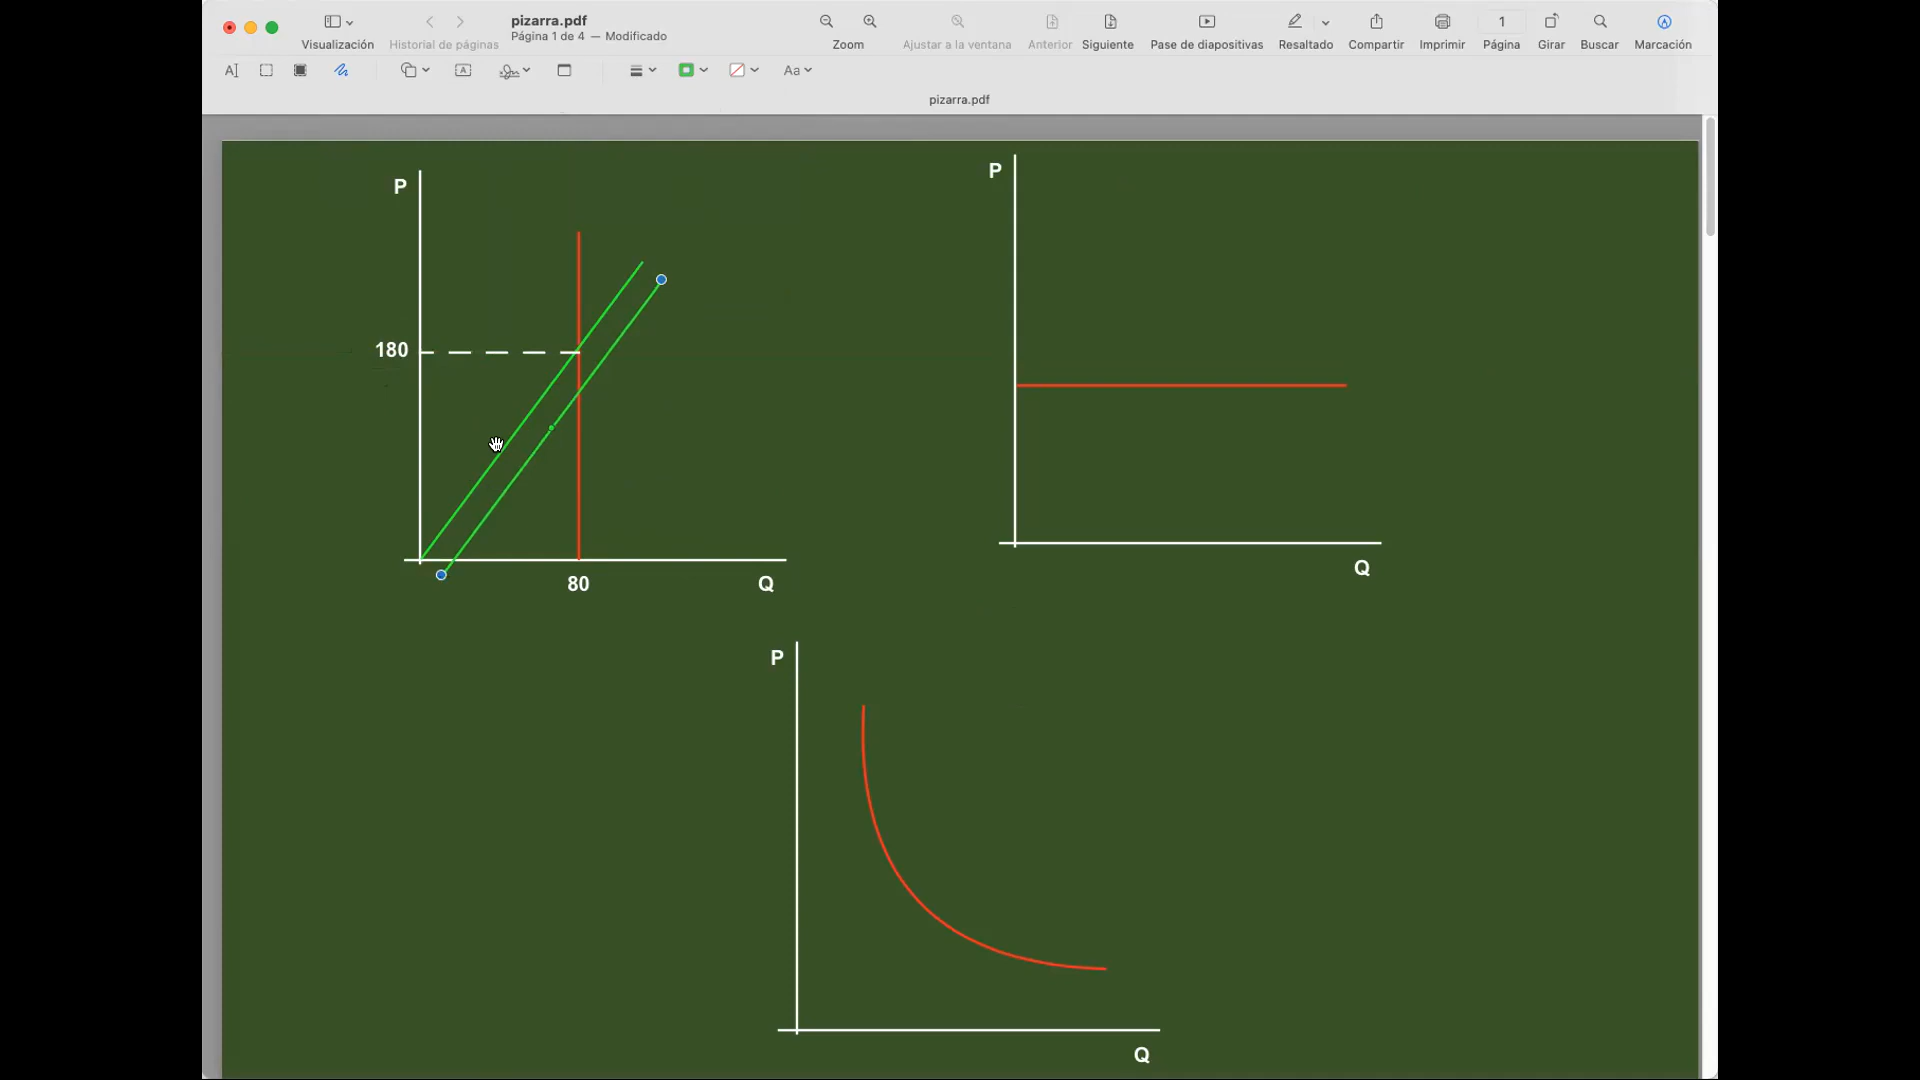 pizarra.pdf
Página 1 de 4 — Modificado
Visualización
Historial de páginas
Zoom
Ajustar a la ventana
Anterior
Siguiente
Pase de diapositivas
Resaltado
Compartir
Imprimir
1
Página
Girar
Buscar
Marcación
A
Aa
pizarra.pdf
P
180
80
Q
P
Q
P
Q